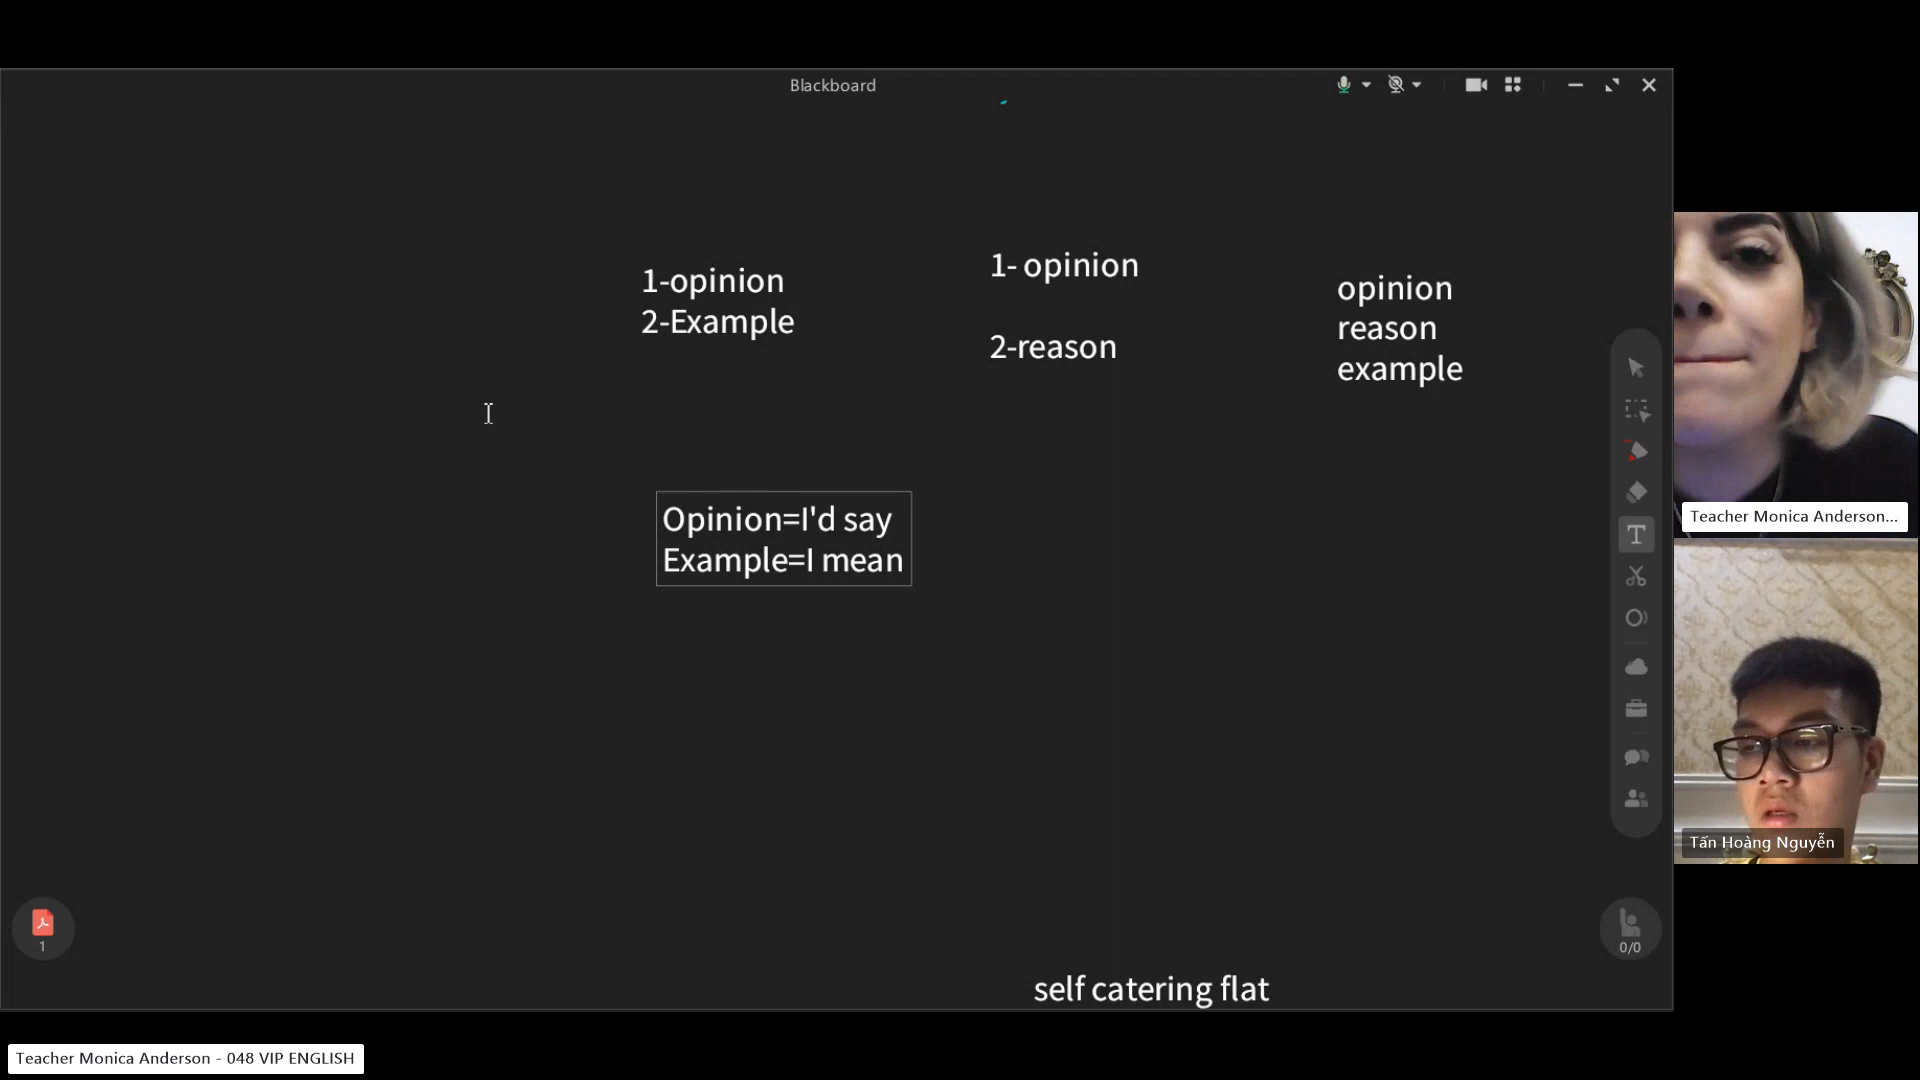 Blackboard
1-opinion
2-Example
1- opinion
2-reason
opinion
reason
example
Opinion=I'd say
Example=I mean
self catering flat
Teacher Monica Anderson...
Tấn Hoàng Nguyễn
1
0/0
Teacher Monica Anderson - 048 VIP ENGLISH